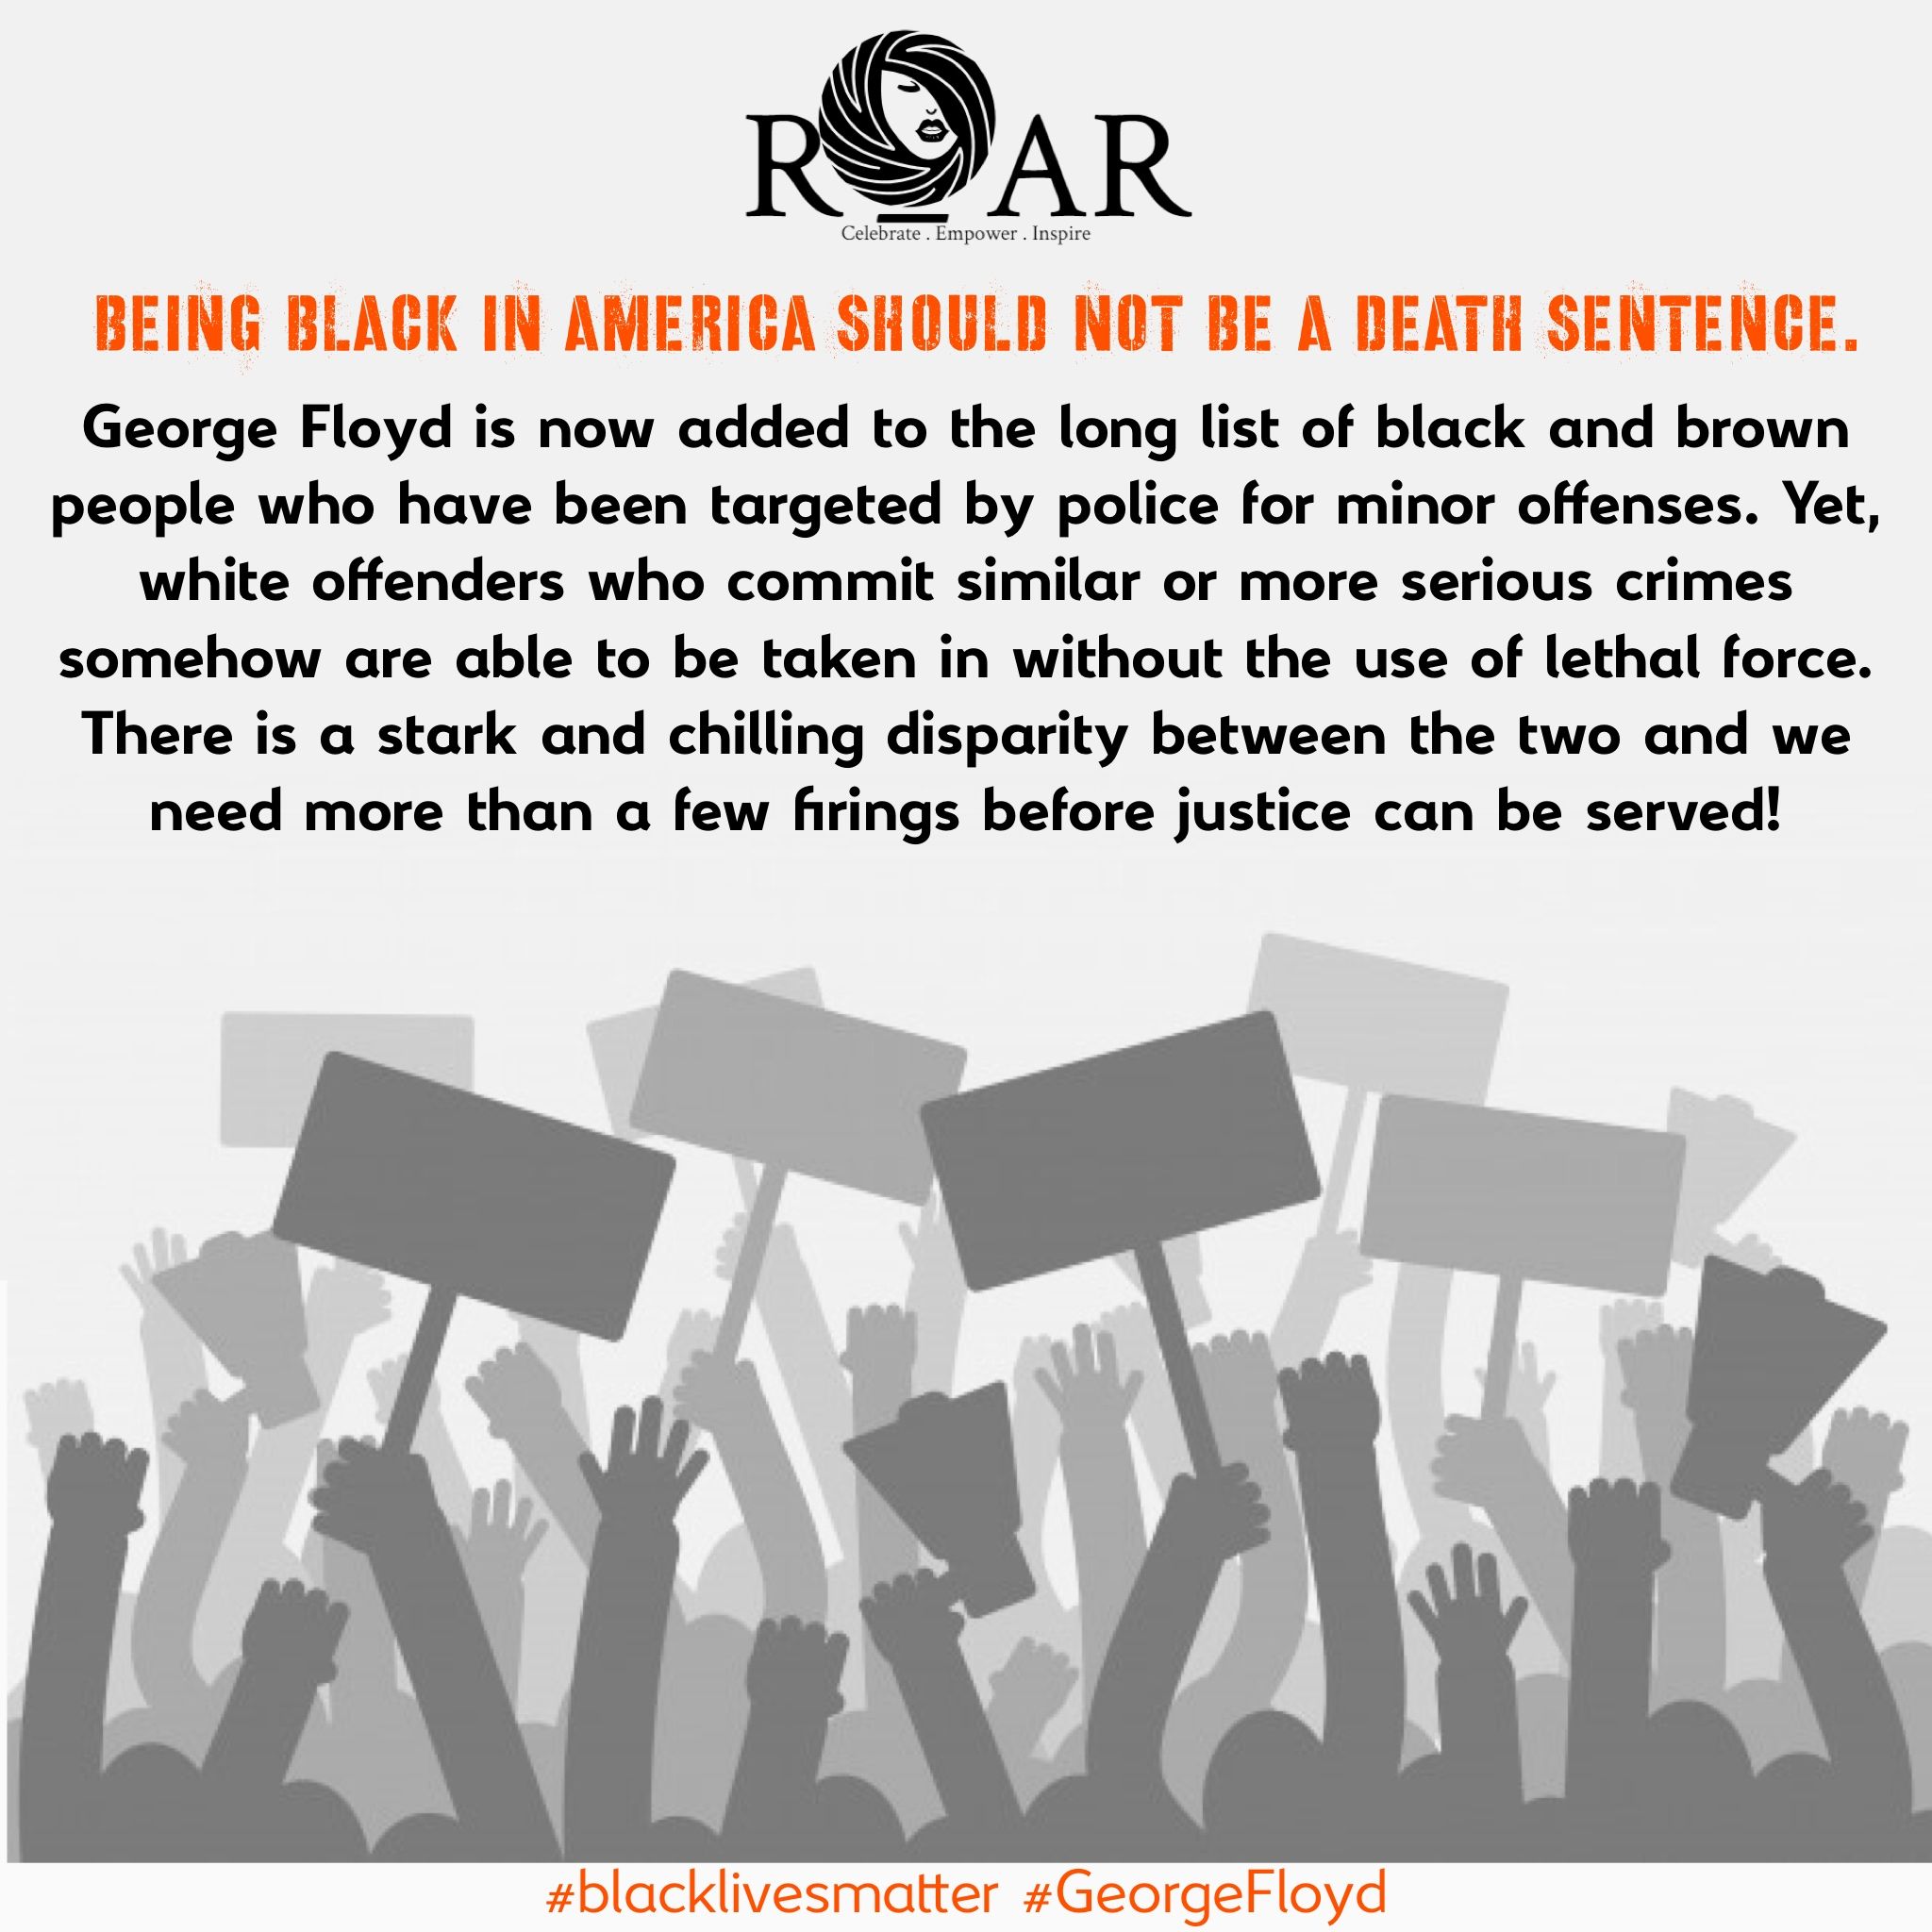 ROAR
Celebrate . Empower . Inspire
BEING BLACK IN AMERICA SHOULD NOT BE A DEATH SENTENCE.
George Floyd is now added to the long list of black and brown
people who have been targeted by police for minor offenses. Yet,
white offenders who commit similar or more serious crimes
somehow are able to be taken in without the use of lethal force.
There is a stark and chilling disparity between the two and we
need more than a few firings before justice can be served!
#blacklivesmatter #GeorgeFloyd